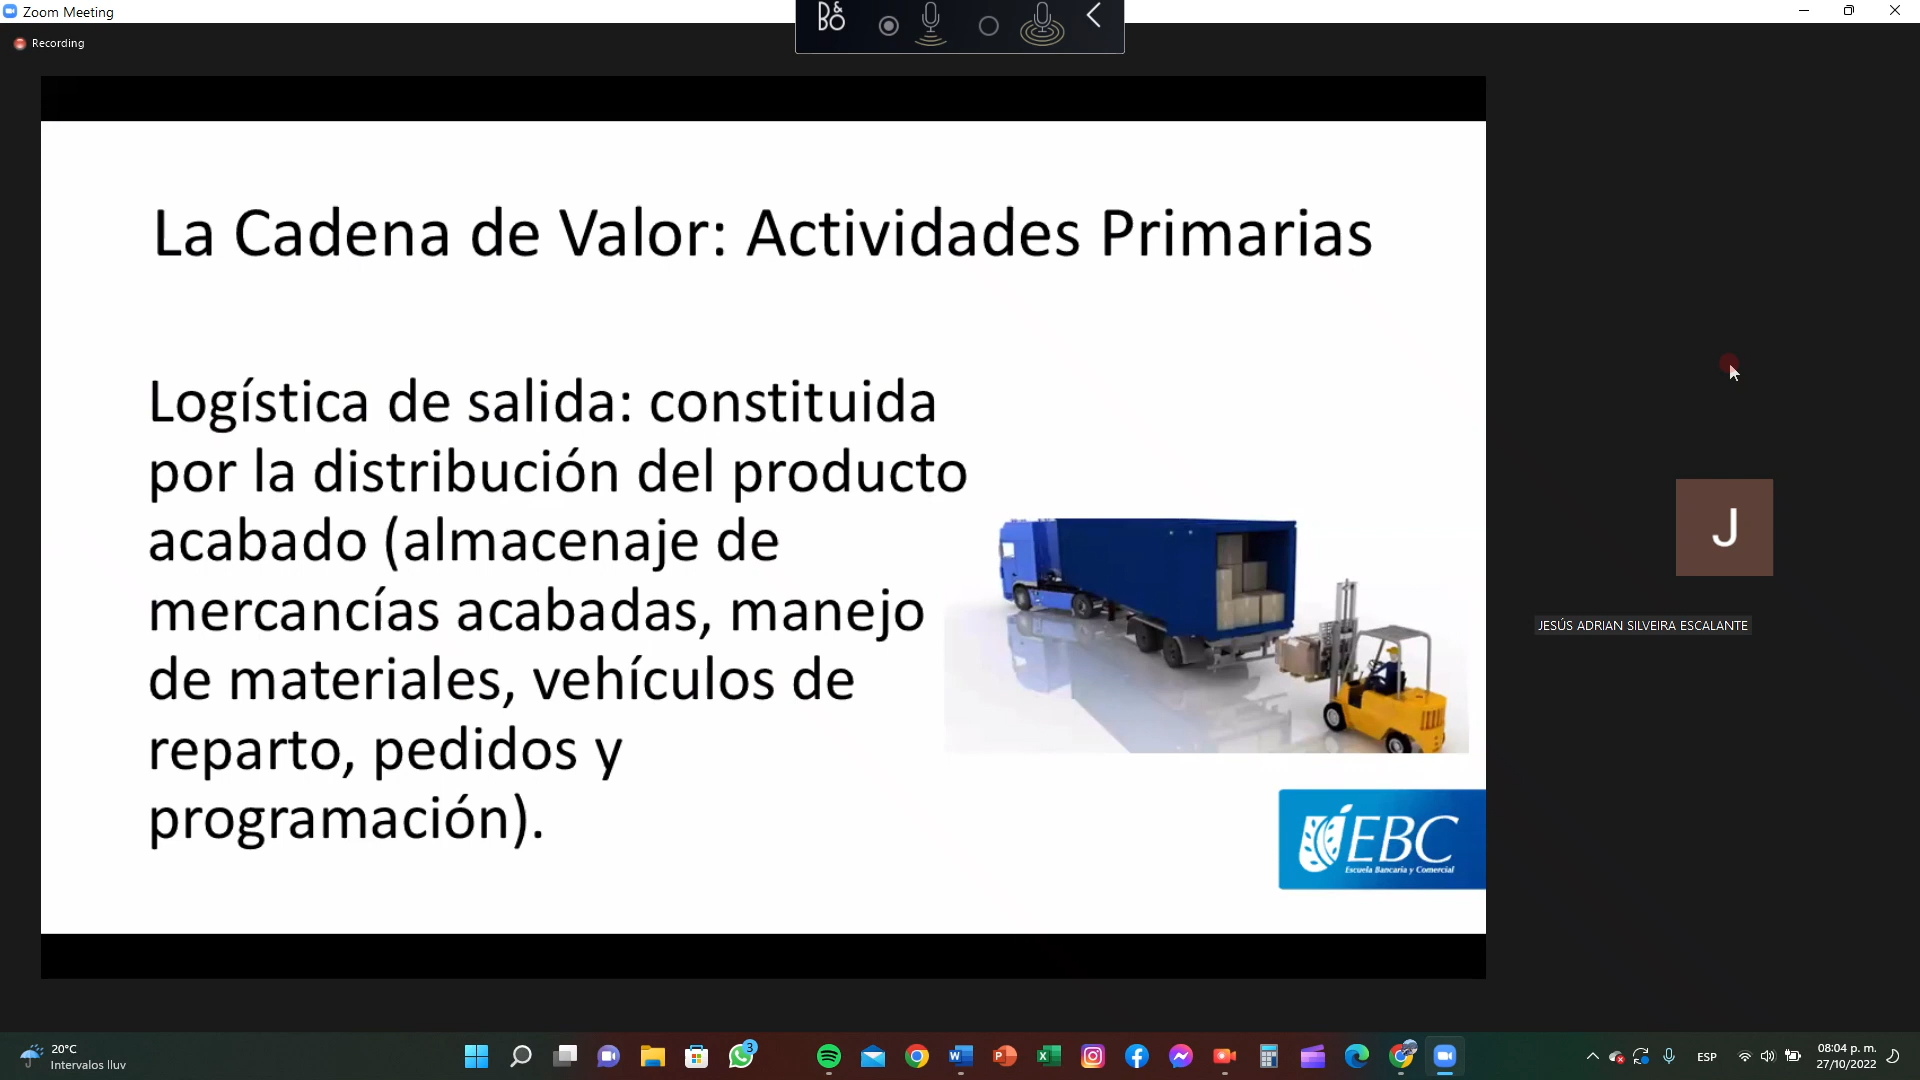 Zoom Meeting
B&O
Recording
La Cadena de Valor: Actividades Primarias
Logística de salida: constituida
por la distribución del producto
acabado (almacenaje de
mercancías acabadas, manejo
de materiales, vehículos de
reparto, pedidos y
programación).
J
JESÚS ADRIAN SILVEIRA ESCALANTE
EBC
Escuela Bancaria y Comercial
20°C
Intervalos lluv
3
ESP
08:04 p. m.
27/10/2022